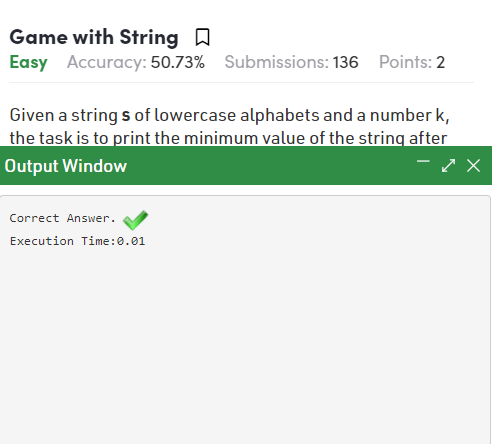 Game with String
Easy Accuracy: 50.73% Submissions: 136 Points: 2
Given a string s of lowercase alphabets and a number k,
the task is to print the minimum value of the string after
Output Window
Correct Answer.
Execution Time:0.01